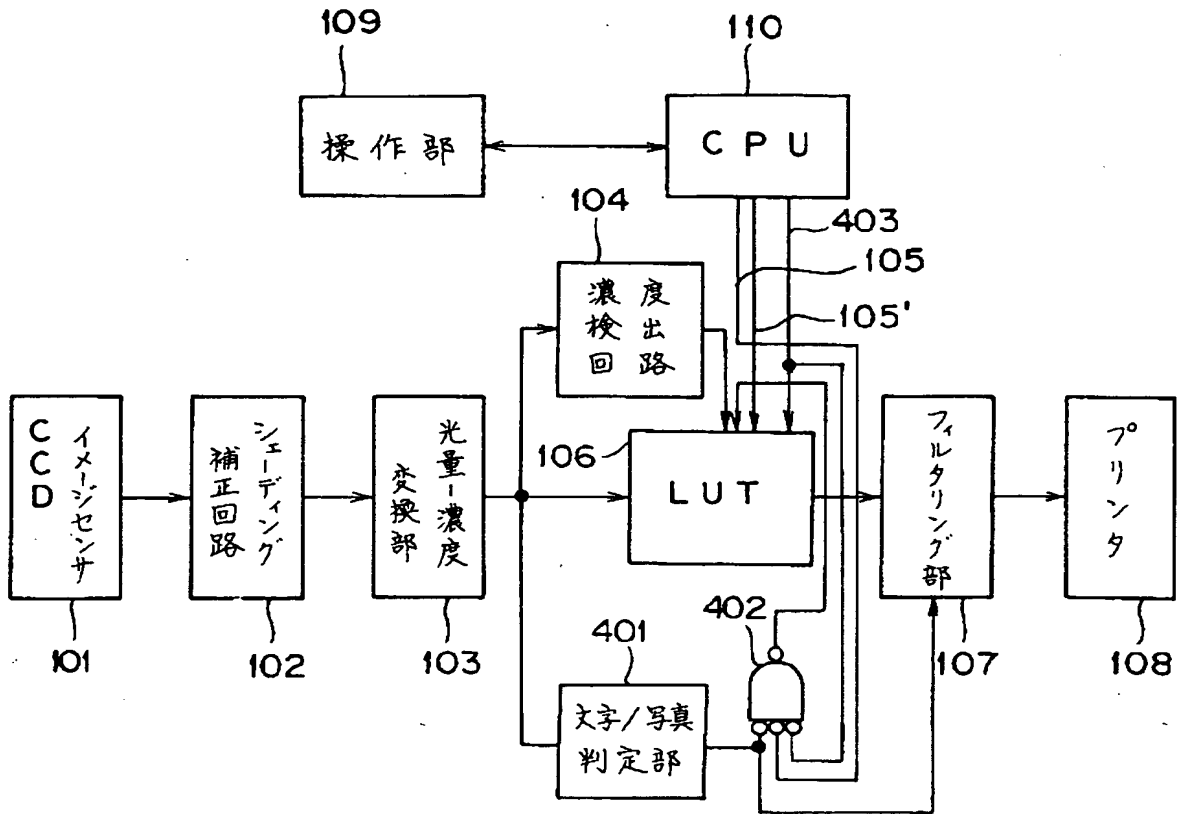 109
110
操作部
CPU
104
403
105
105'
濃度
検出
回路
106
LUT
CCD
イメージセンサ
シェーディング
補正回路
光量-濃度
変換部
フィルタリング部
プリンタ
101
102
103
401
402
107
108
文字/写真
判定部